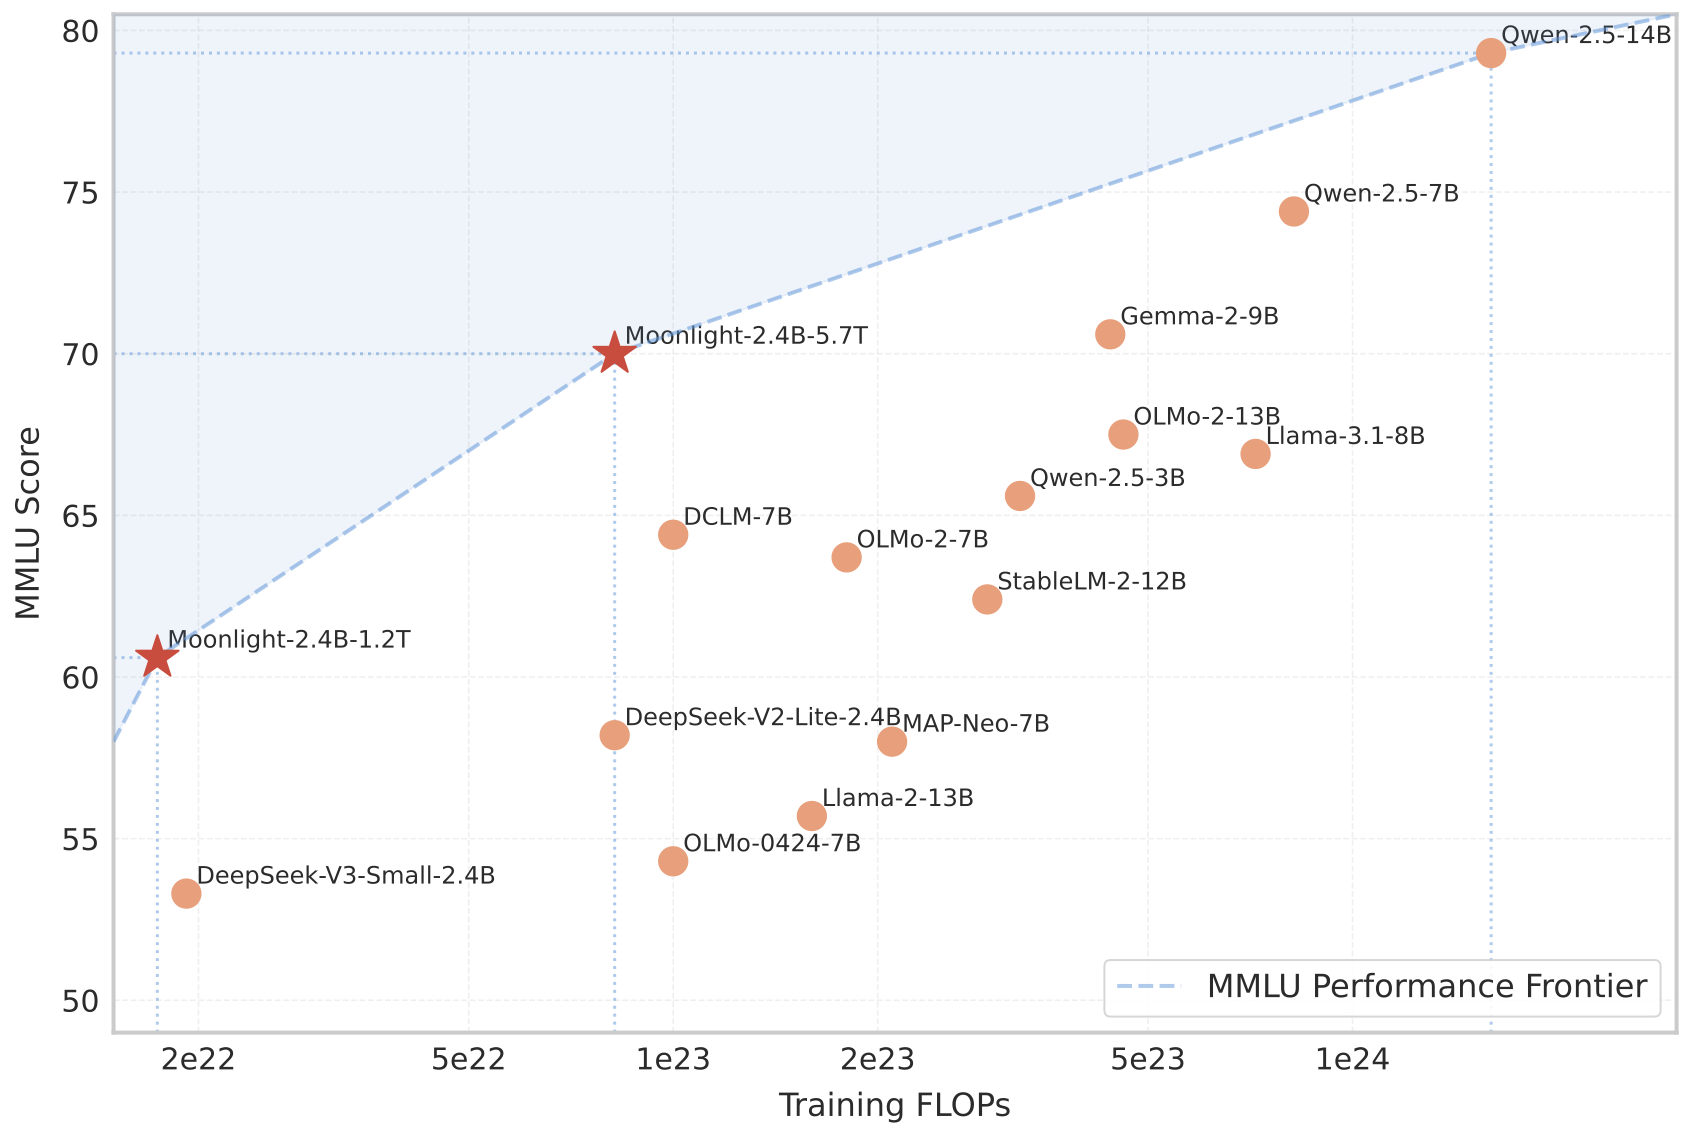 80
Qwen-2.5-14B
75
Qwen-2.5-7B
Gemma-2-9B
70
Moonlight-2.4B-5.7T
OLMo-2-13B
Llama-3.1-8B
Qwen-2.5-3B
65
DCLM-7B
OLMo-2-7B
StableLM-2-12B
MMLU Score
Moonlight-2.4B-1.2T
60
DeepSeek-V2-Lite-2.4B
MAP-Neo-7B
Llama-2-13B
55
OLMo-0424-7B
DeepSeek-V3-Small-2.4B
50
MMLU Performance Frontier
2e22 5e22 1e23 2e23 5e23 1e24
Training FLOPs